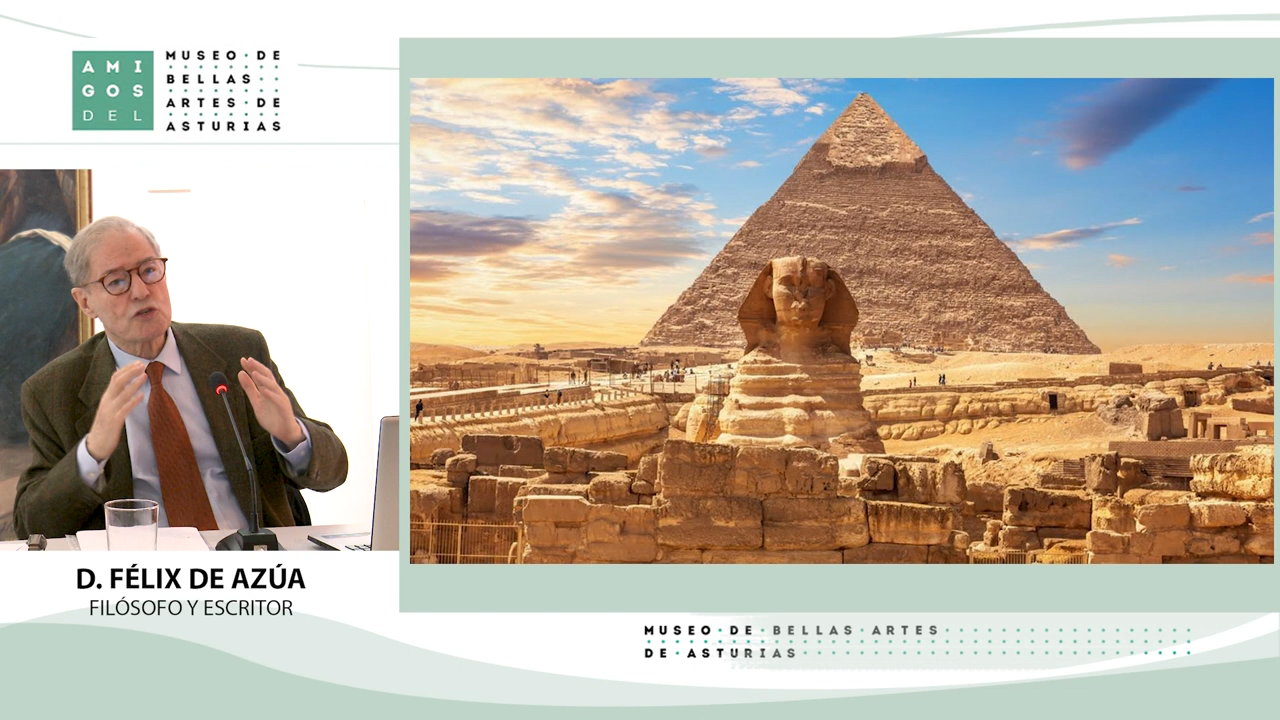 AMI
GOS
DEL
MUSEO·DE
BELLAS
ARTES·DE
ASTURIAS
D. FÉLIX DE AZÚA
FILÓSOFO Y ESCRITOR
MUSEO·DE·BELLAS·ARTES
DE·ASTURIAS